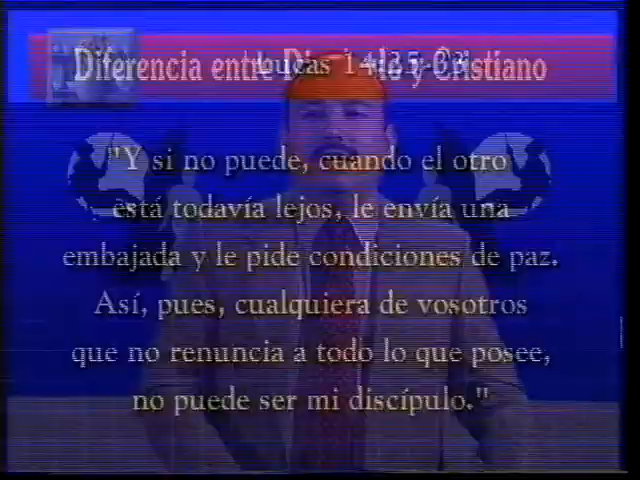 Diferencia entre y Cristiano
Lucas
"Y si no puede, cuando el otro
está todavía lejos, le envía una
embajada y le pide condiciones de paz.
Así, pues, cualquiera de vosotros
que no renuncia a todo lo que posee,
no puede ser mi discípulo."